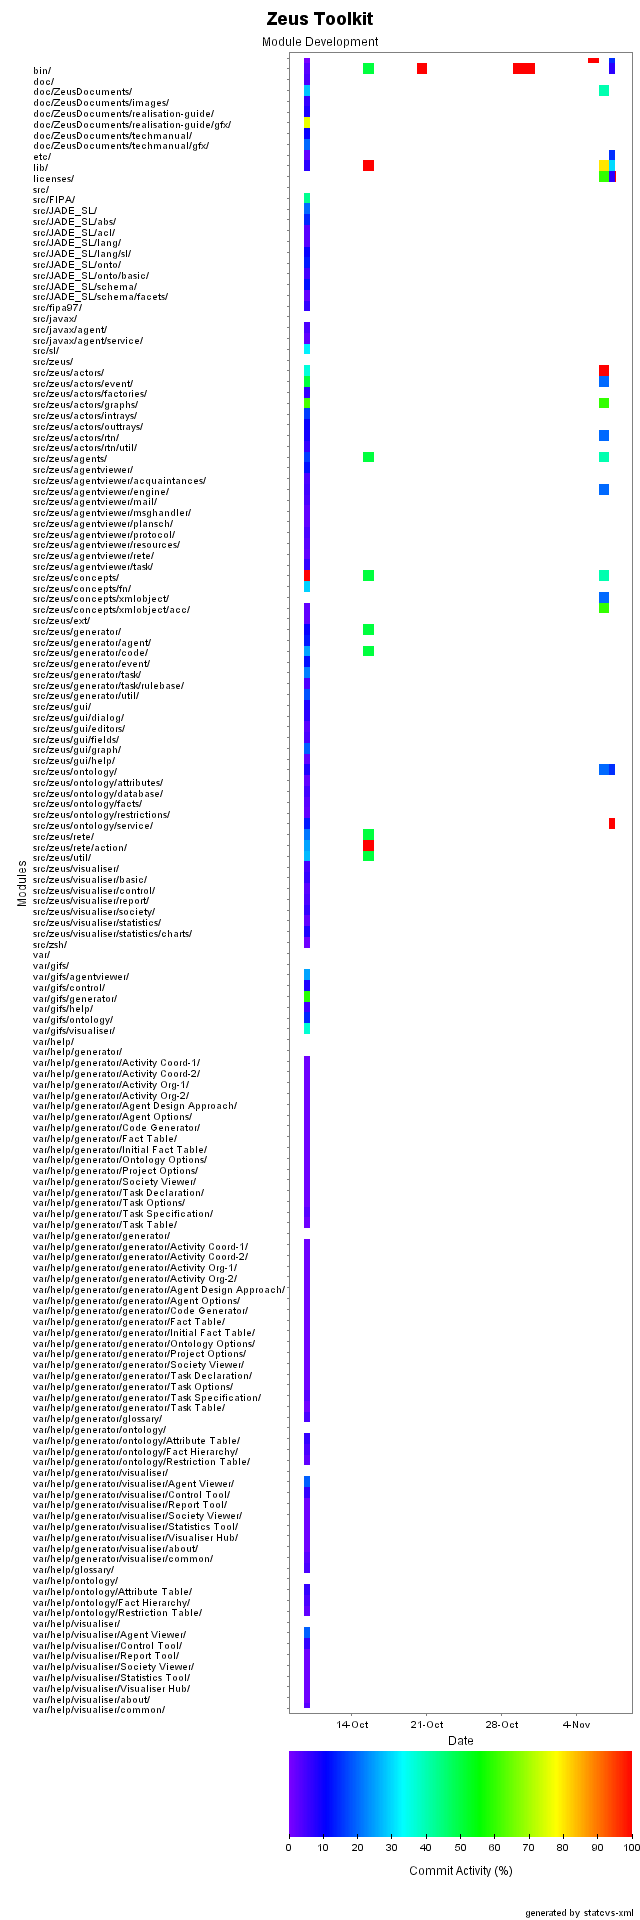 Zeus Toolkit
Module Development
bin/
doc/
doc/ZeusDocuments/
doc/ZeusDocuments/images/
doc/ZeusDocuments/realisation-guide/
doc/ZeusDocuments/realisation-guide/gfx/
doc/ZeusDocuments/techmanual/
doc/ZeusDocuments/techmanual/gfx/
etc/
lib/
licenses/
src/
src/FIPA/
src/JADE_SL/
src/JADE_SL/abs/
src/JADE_SL/acl/
src/JADE_SL/lang/
src/JADE_SL/lang/sl/
src/JADE_SL/onto/
src/JADE_SL/onto/basic/
src/JADE_SL/schema/
src/JADE_SL/schema/facets/
src/fipa97/
src/javax/
src/javax/agent/
src/javax/agent/service/
src/sl/
src/zeus/
src/zeus/actors/
src/zeus/actors/event/
src/zeus/actors/factories/
src/zeus/actors/graphs/
src/zeus/actors/intrays/
src/zeus/actors/outtrays/
src/zeus/actors/rtn/
src/zeus/actors/rtn/util/
src/zeus/agents/
src/zeus/agentviewer/
src/zeus/agentviewer/acquaintances/
src/zeus/agentviewer/engine/
src/zeus/agentviewer/mail/
src/zeus/agentviewer/msghandler/
src/zeus/agentviewer/plansch/
src/zeus/agentviewer/protocol/
src/zeus/agentviewer/resources/
src/zeus/agentviewer/rete/
src/zeus/agentviewer/task/
src/zeus/concepts/
src/zeus/concepts/fn/
src/zeus/concepts/xmlobject/
src/zeus/concepts/xmlobject/acc/
src/zeus/ext/
src/zeus/generator/
src/zeus/generator/agent/
src/zeus/generator/code/
src/zeus/generator/event/
src/zeus/generator/task/
src/zeus/generator/task/rulebase/
src/zeus/generator/util/
src/zeus/gui/
src/zeus/gui/dialog/
src/zeus/gui/editors/
src/zeus/gui/fields/
src/zeus/gui/graph/
src/zeus/gui/help/
src/zeus/ontology/
src/zeus/ontology/attributes/
src/zeus/ontology/database/
src/zeus/ontology/facts/
src/zeus/ontology/restrictions/
src/zeus/ontology/service/
src/zeus/rete/
src/zeus/rete/action/
src/zeus/util/
src/zeus/visualiser/
src/zeus/visualiser/basic/
src/zeus/visualiser/control/
src/zeus/visualiser/report/
src/zeus/visualiser/society/
src/zeus/visualiser/statistics/
src/zeus/visualiser/statistics/charts/
src/zsh/
var/
var/gifs/
var/gifs/agentviewer/
var/gifs/control/
var/gifs/generator/
var/gifs/help/
var/gifs/ontology/
var/gifs/visualiser/
var/help/
var/help/generator/
var/help/generator/Activity Coord-1/
var/help/generator/Activity Coord-2/
var/help/generator/Activity Org-1/
var/help/generator/Activity Org-2/
var/help/generator/Agent Design Approach/
var/help/generator/Agent Options/
var/help/generator/Code Generator/
var/help/generator/Fact Table/
var/help/generator/Initial Fact Table/
var/help/generator/Ontology Options/
var/help/generator/Project Options/
var/help/generator/Society Viewer/
var/help/generator/Task Declaration/
var/help/generator/Task Options/
var/help/generator/Task Specification/
var/help/generator/Task Table/
var/help/generator/generator/
var/help/generator/generator/Activity Coord-1/
var/help/generator/generator/Activity Coord-2/
var/help/generator/generator/Activity Org-1/
var/help/generator/generator/Activity Org-2/
var/help/generator/generator/Agent Design Approach/
var/help/generator/generator/Agent Options/
var/help/generator/generator/Code Generator/
var/help/generator/generator/Fact Table/
var/help/generator/generator/Initial Fact Table/
var/help/generator/generator/Ontology Options/
var/help/generator/generator/Project Options/
var/help/generator/generator/Society Viewer/
var/help/generator/generator/Task Declaration/
var/help/generator/generator/Task Options/
var/help/generator/generator/Task Specification/
var/help/generator/generator/Task Table/
var/help/generator/glossary/
var/help/generator/ontology/
var/help/generator/ontology/Attribute Table/
var/help/generator/ontology/Fact Hierarchy/
var/help/generator/ontology/Restriction Table/
var/help/generator/visualiser/
var/help/generator/visualiser/Agent Viewer/
var/help/generator/visualiser/Control Tool/
var/help/generator/visualiser/Report Tool/
var/help/generator/visualiser/Society Viewer/
var/help/generator/visualiser/Statistics Tool/
var/help/generator/visualiser/Visualiser Hub/
var/help/generator/visualiser/about/
var/help/generator/visualiser/common/
var/help/glossary/
var/help/ontology/
var/help/ontology/Attribute Table/
var/help/ontology/Fact Hierarchy/
var/help/ontology/Restriction Table/
var/help/visualiser/
var/help/visualiser/Agent Viewer/
var/help/visualiser/Control Tool/
var/help/visualiser/Report Tool/
var/help/visualiser/Society Viewer/
var/help/visualiser/Statistics Tool/
var/help/visualiser/Visualiser Hub/
var/help/visualiser/about/
var/help/visualiser/common/
Modules
14-Oct 21-Oct 28-Oct 4-Nov
Date
0 10 20 30 40 50 60 70 80 90 100
Commit Activity (%)
generated by statcvs-xml